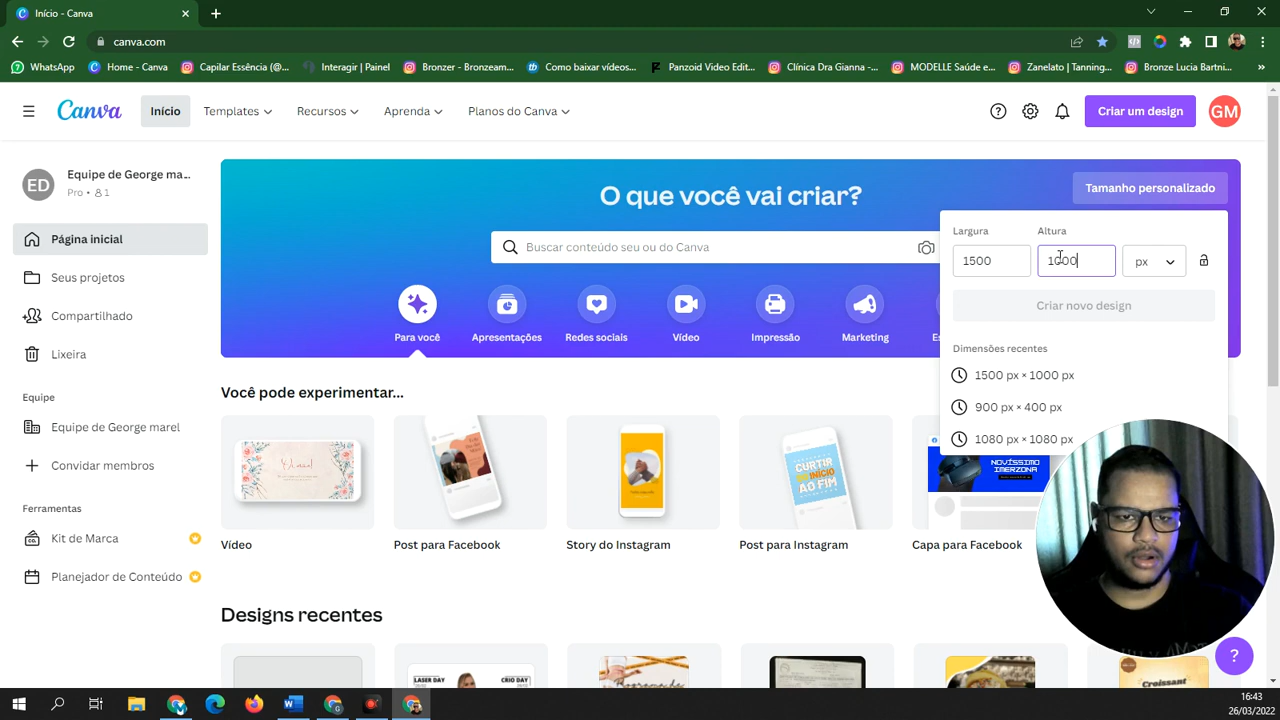 Início - Canva
canva.com
WhatsApp
Home - Canva
Capilar Essência (@...
Interagir | Painel
Bronzer - Bronzeam...
Como baixar vídeos...
Panzoid Video Edit...
Clínica Dra Gianna -...
MODELLE Saúde e...
Zanelato | Tanning...
Bronze Lucia Bartni...
Canva
Início
Templates
Recursos
Aprenda
Planos do Canva
Criar um design
GM
ED
Equipe de George ma...
Pro • 1
O que você vai criar?
Tamanho personalizado
Página inicial
Buscar conteúdo seu ou do Canva
Largura
Altura
1500
1000
px
Seus projetos
Criar novo design
Compartilhado
Para você
Apresentações
Redes sociais
Vídeo
Impressão
Marketing
Es
Lixeira
Dimensões recentes
1500 px × 1000 px
900 px × 400 px
1080 px × 1080 px
Equipe
Você pode experimentar...
Equipe de George marel
Convidar membros
CURTIR
DO INÍCIO
AO FIM
NOVÍSSIMO
IMERZONA
Ferramentas
Kit de Marca
Vídeo
Post para Facebook
Story do Instagram
Post para Instagram
Capa para Facebook
Planejador de Conteúdo
Designs recentes
LASER DAY
CRIO DAY
Croissant
?
16:43
26/03/2022